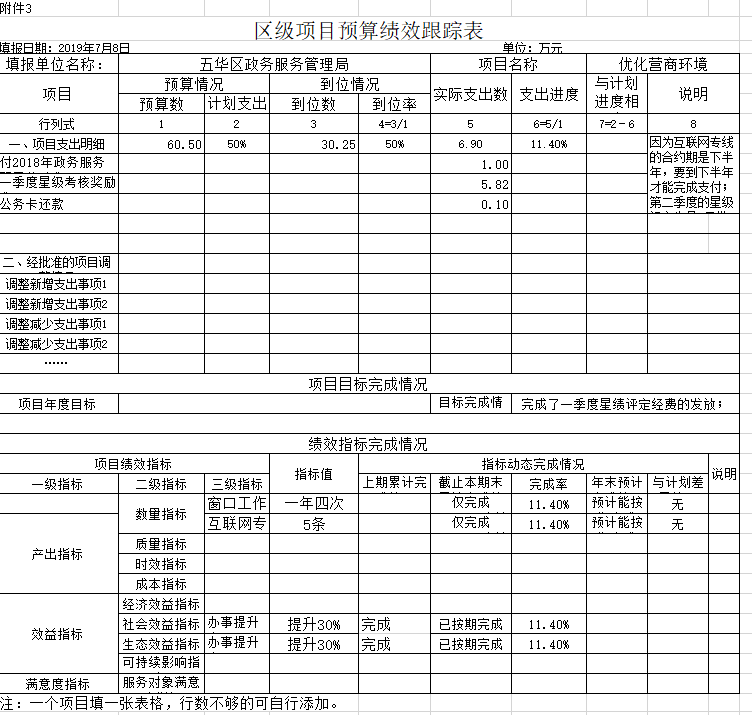 附件3
区级项目预算绩效跟踪表
填报日期：2019年7月8日 单位：万元
填报单位名称： 五华区政务服务管理局 项目名称 优化营商环境
项目 预算情况 到位情况 实际支出数 支出进度 与计划 说明
进度相
预算数 计划支出 到位数 到位率
行列式 1 2 3 4=3/1 5 6=5/1 7=2－6 8
一、项目支出明细 60.50 50% 30.25 50% 6.90 11.40% 因为互联网专线
的合约期是下半
年，要到下半年
才能完成支付；
第二季度的星级
付2018年政务服务 1.00
一季度星级考核奖励 5.82
公务卡还款 0.10
二、经批准的项目调
调整新增支出事项1
调整新增支出事项2
调整减少支出事项1
调整减少支出事项2
……
项目目标完成情况
项目年度目标 目标完成情 完成了一季度星绩评定经费的发放；
绩效指标完成情况
项目绩效指标 指标值 指标动态完成情况 说明
一级指标 二级指标 三级指标 上期累计完 截止本期末 完成率 年末预计 与计划差
产出指标 数量指标 窗口工作 一年四次 仅完成 11.40% 预计能按 无
互联网专 5条 仅完成 11.40% 预计能按 无
质量指标
时效指标
成本指标
效益指标 经济效益指标
社会效益指标 办事提升 提升30% 完成 已按期完成 11.40%
生态效益指标 办事提升 提升30% 完成 已按期完成 11.40%
可持续影响指
满意度指标 服务对象满意
注：一个项目填一张表格，行数不够的可自行添加。